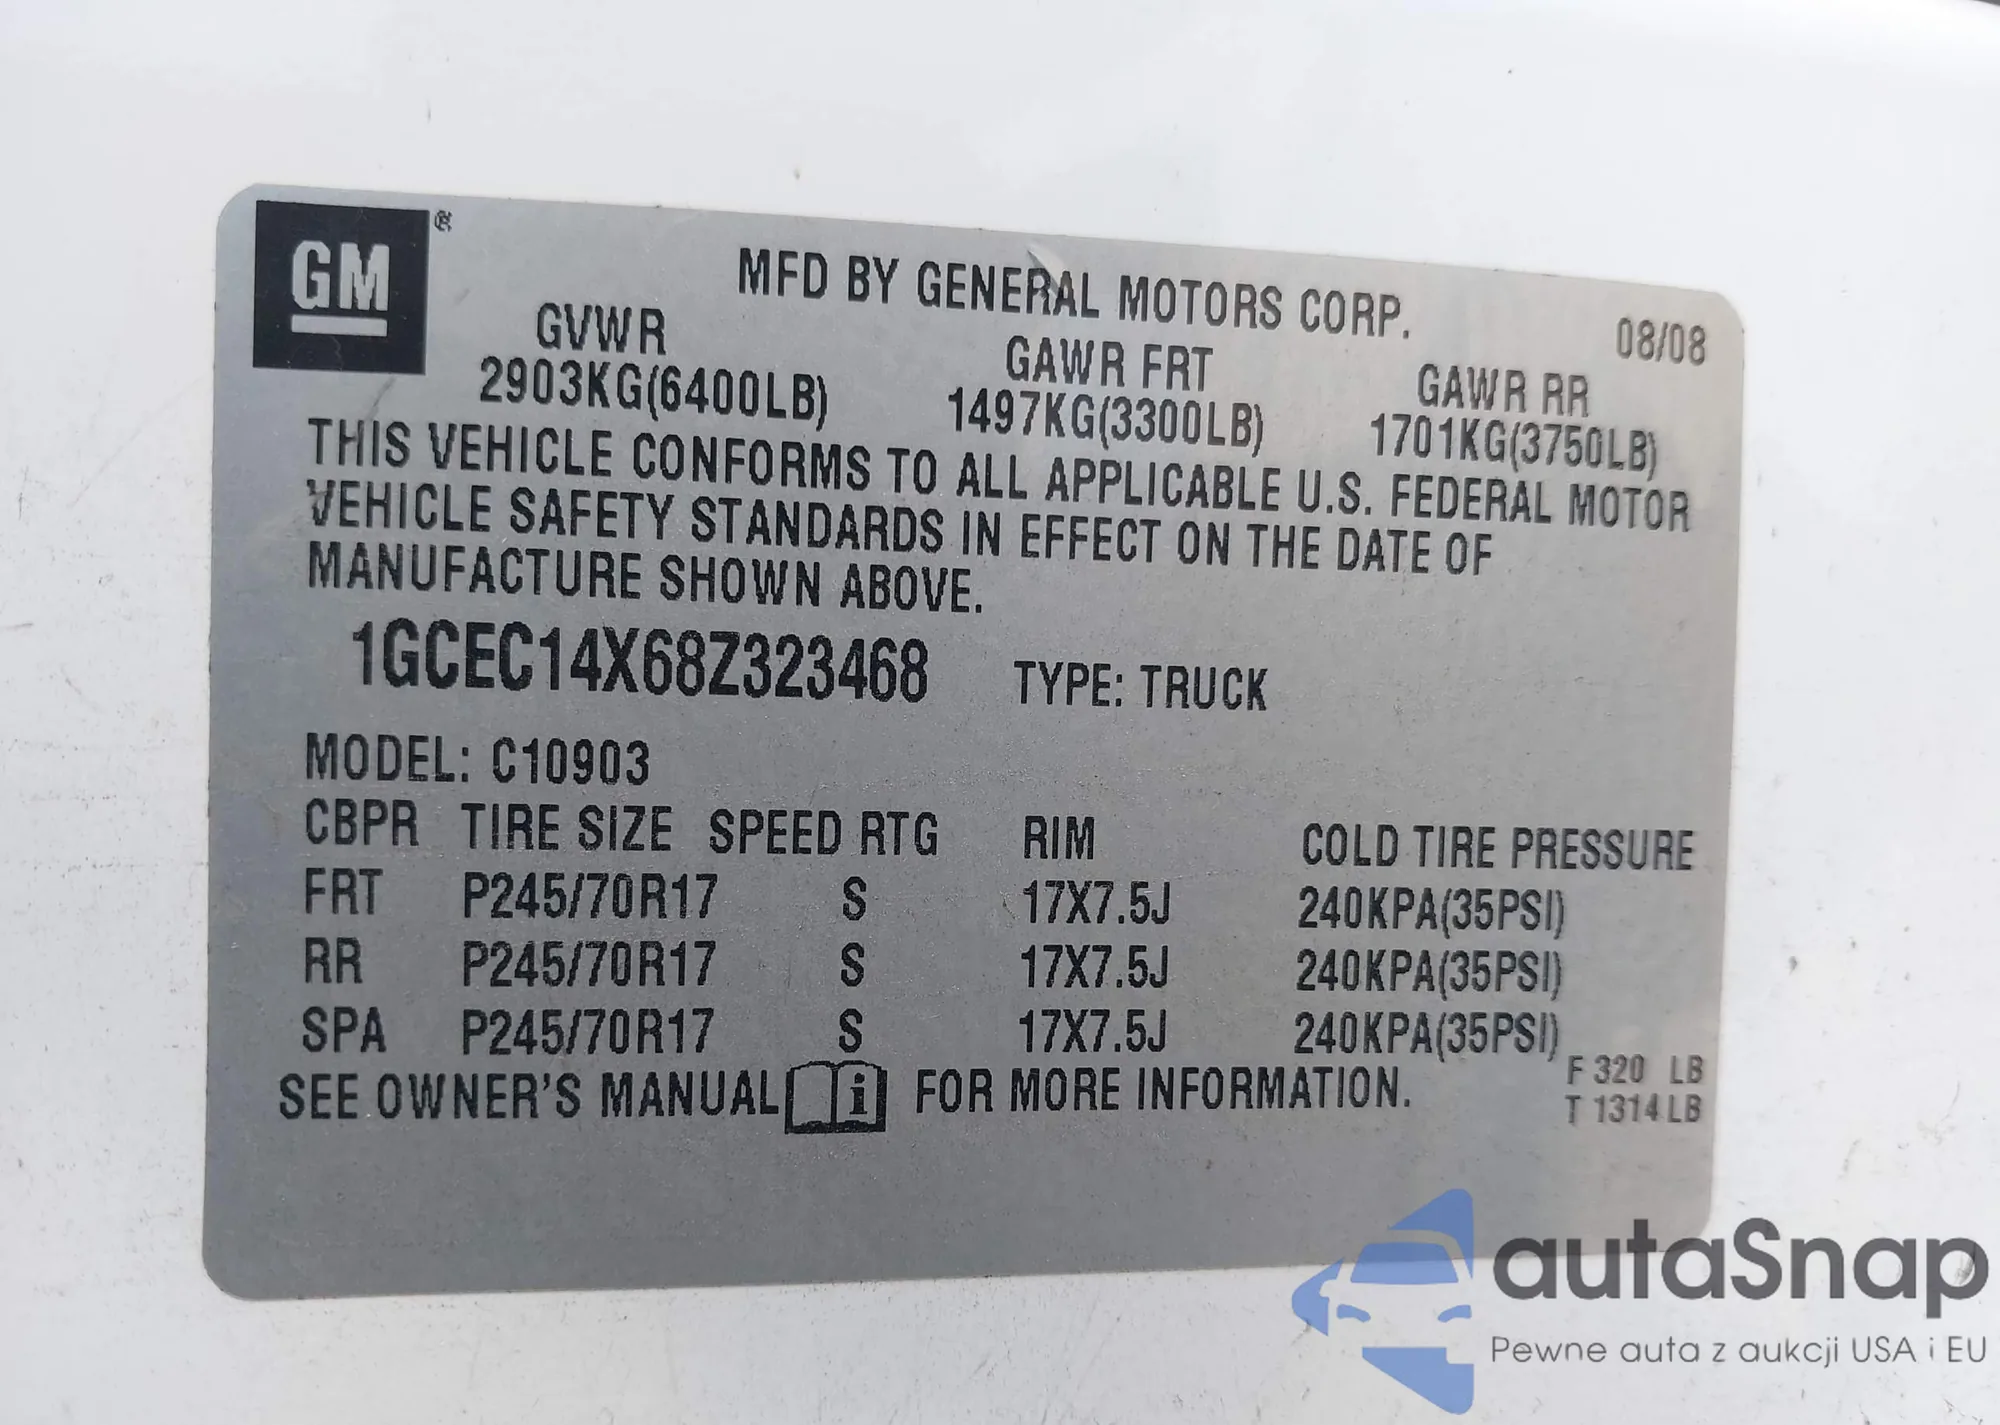 GM ®
MFD BY GENERAL MOTORS CORP.
08/08
GVWR GAWR FRT GAWR RR
2903KG(6400LB) 1497KG(3300LB) 1701KG(3750LB)
THIS VEHICLE CONFORMS TO ALL APPLICABLE U.S. FEDERAL MOTOR
VEHICLE SAFETY STANDARDS IN EFFECT ON THE DATE OF
MANUFACTURE SHOWN ABOVE.
1GCEC14X68Z323468 TYPE: TRUCK
MODEL: C10903
CBPR TIRE SIZE SPEED RTG RIM COLD TIRE PRESSURE
FRT P245/70R17 S 17X7.5J 240KPA(35PSI)
RR P245/70R17 S 17X7.5J 240KPA(35PSI)
SPA P245/70R17 S 17X7.5J 240KPA(35PSI)
SEE OWNER'S MANUAL i FOR MORE INFORMATION.
F 320 LB
T 1314 LB
autaSnap
Pewne auta z aukcji USA i EU